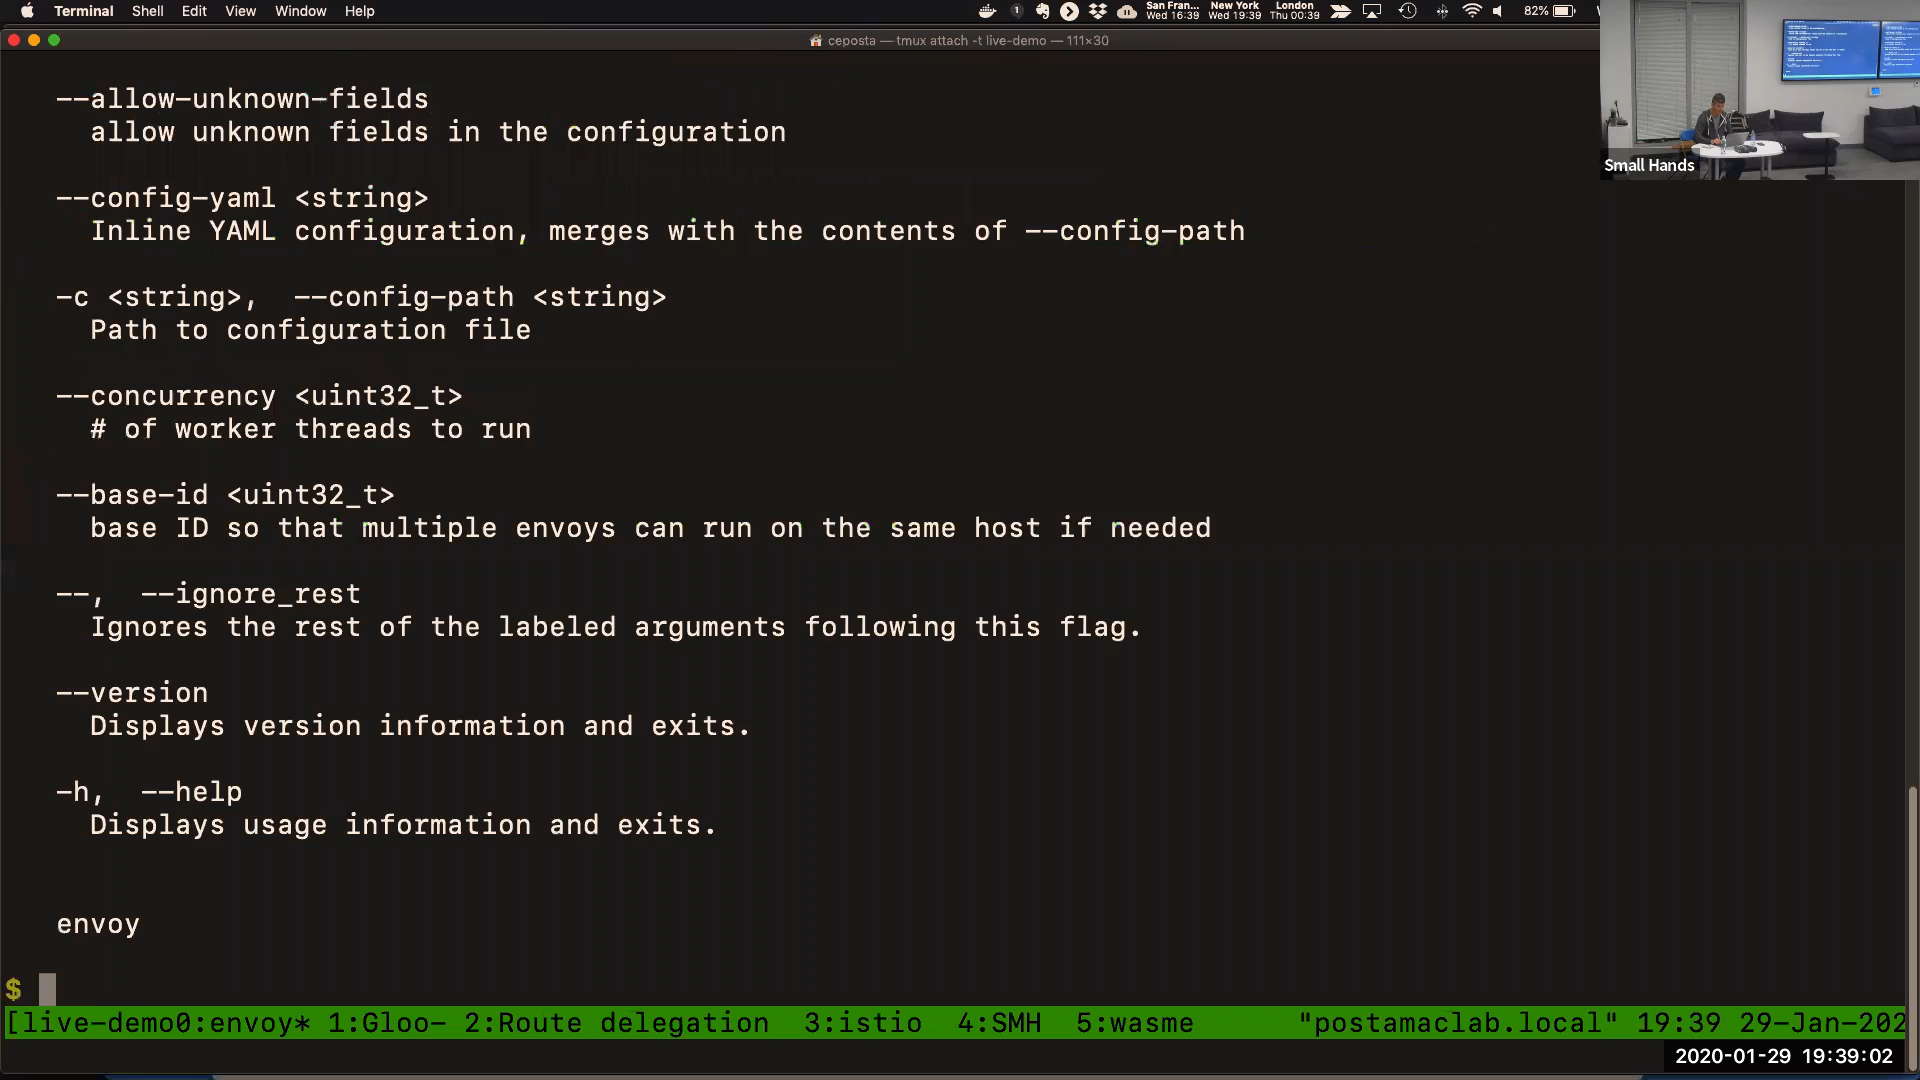 Terminal Shell Edit View Window Help
1 San Fran... New York London 82%
Wed 16:39 Wed 19:39 Thu 00:39
ceposta — tmux attach -t live-demo — 111×30
--allow-unknown-fields
allow unknown fields in the configuration
--config-yaml <string>
Inline YAML configuration, merges with the contents of --config-path
-c <string>,  --config-path <string>
Path to configuration file
--concurrency <uint32_t>
# of worker threads to run
--base-id <uint32_t>
base ID so that multiple envoys can run on the same host if needed
--,  --ignore_rest
Ignores the rest of the labeled arguments following this flag.
--version
Displays version information and exits.
-h,  --help
Displays usage information and exits.
envoy
$
[live-demo0:envoy* 1:Gloo- 2:Route delegation  3:istio  4:SMH  5:wasme "postamaclab.local" 19:39 29-Jan-202
2020-01-29 19:39:02
Small Hands